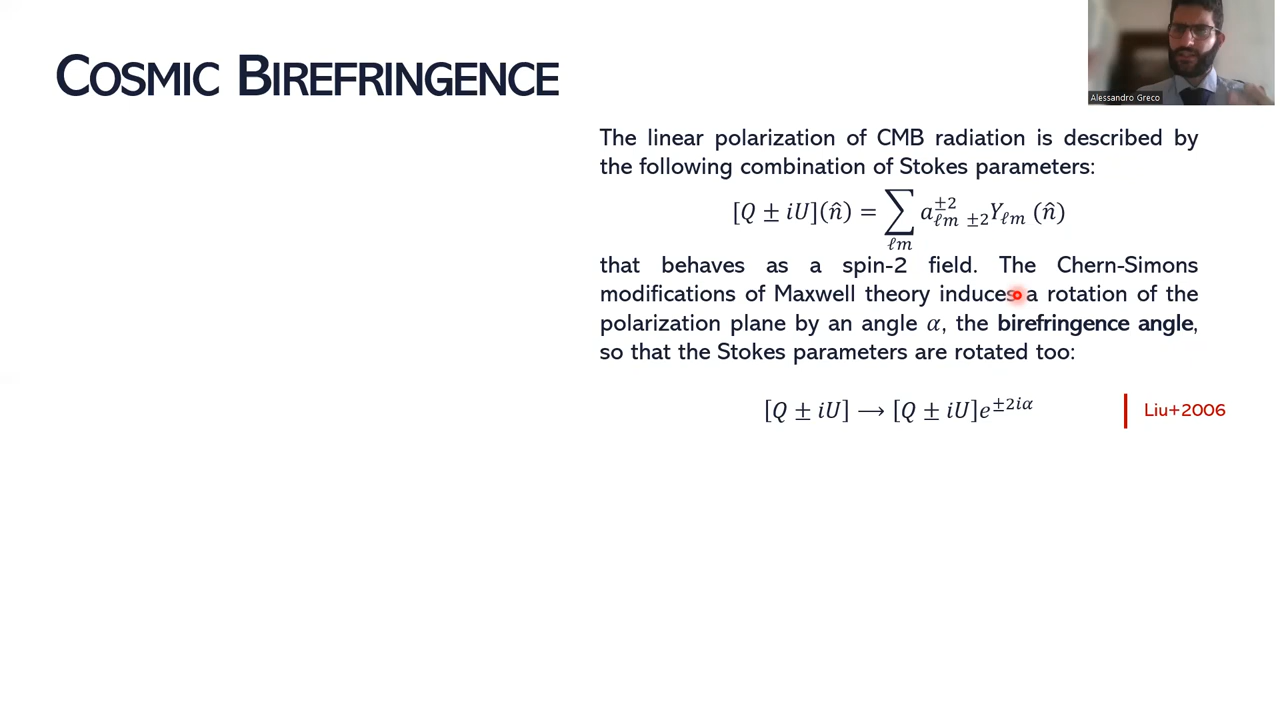 COSMIC BIREFRINGENCE
Alessandro Greco
The linear polarization of CMB radiation is described by
the following combination of Stokes parameters:
[Q ± iU](n̂) = ∑_{ℓm} a_{ℓm}^{±2} _{±2}Y_{ℓm} (n̂)
that behaves as a spin-2 field. The Chern-Simons
modifications of Maxwell theory induces a rotation of the
polarization plane by an angle α, the birefringence angle,
so that the Stokes parameters are rotated too:
[Q ± iU] ⟶ [Q ± iU]e^{±2iα}
Liu+2006